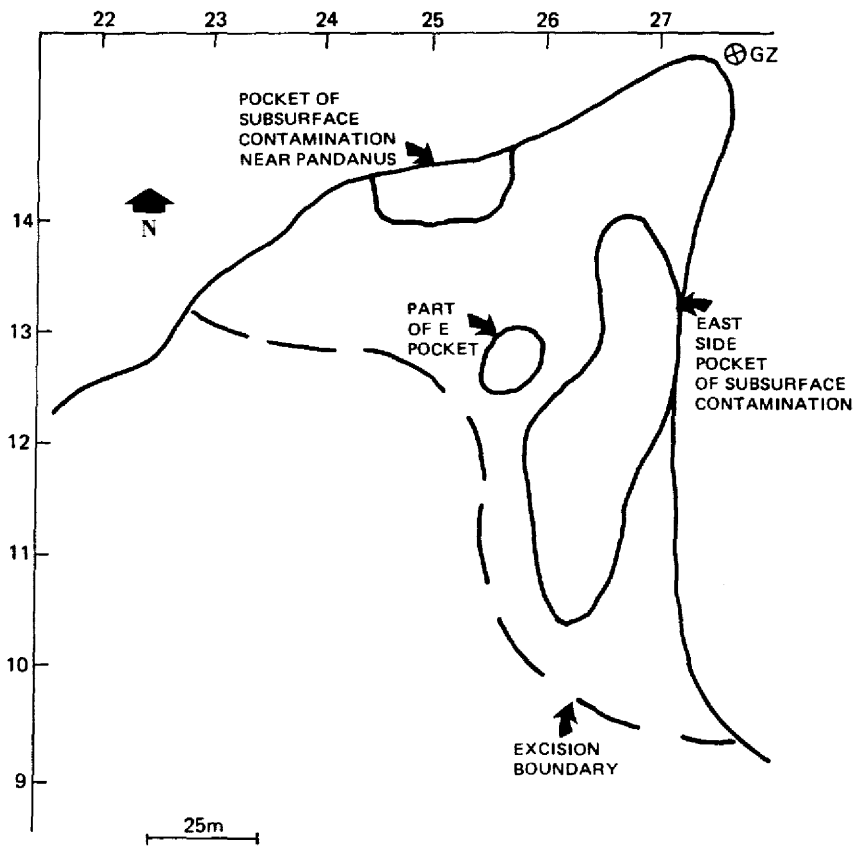 22 23 24 25 26 27
GZ
POCKET OF
SUBSURFACE
CONTAMINATION
NEAR PANDANUS
14
N
13
PART
OF E
POCKET
EAST
SIDE
POCKET
OF SUBSURFACE
CONTAMINATION
12
11
10
EXCISION
BOUNDARY
9
25m